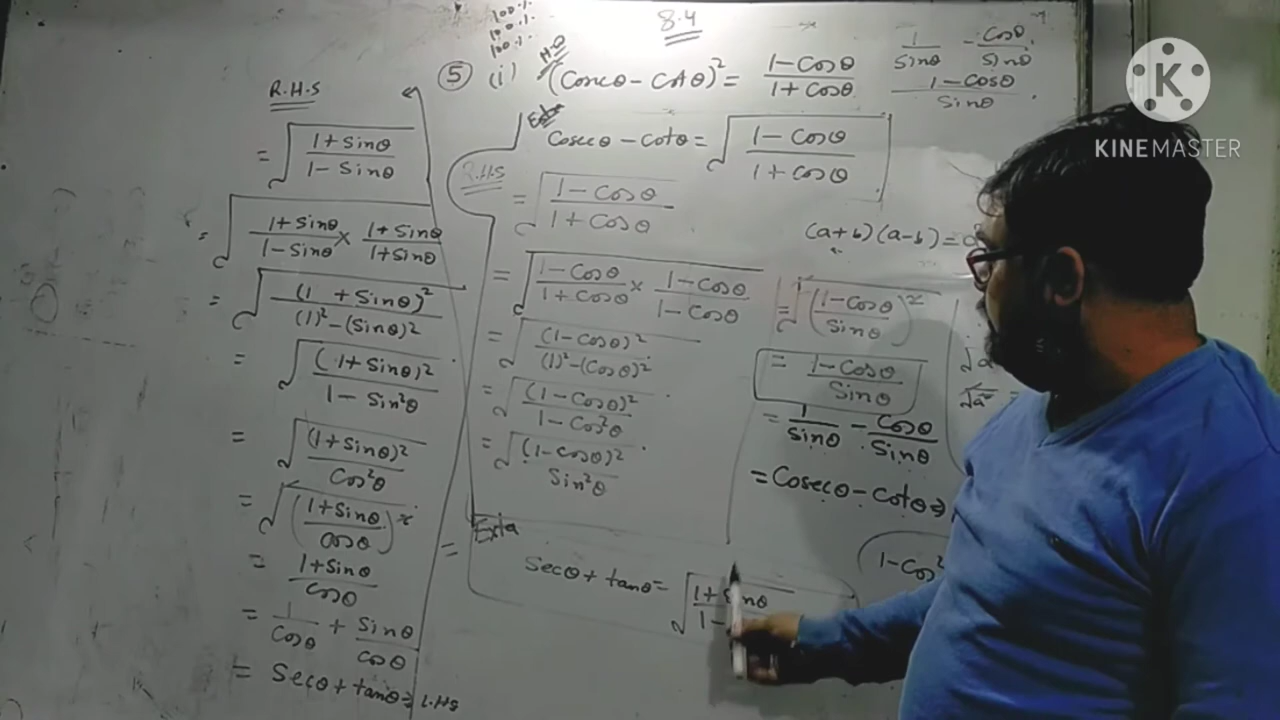 8.4
100%.
100%.
100%.
⑤ (i) H.O (Cosecθ - Cotθ)² = 1-Cosθ / 1+Cosθ
1/Sinθ - Cosθ/Sinθ
1-Cosθ / Sinθ
Cosecθ - cotθ = √(1-Cosθ / 1+Cosθ)
R.H.S
= √(1-Cosθ / 1+Cosθ)
= √(1-Cosθ / 1+Cosθ × 1-Cosθ / 1-Cosθ)
= √((1-Cosθ)² / (1)²-(Cosθ)²)
= √((1-Cosθ)² / 1-Cos²θ)
= √((1-Cosθ)² / Sin²θ)
(a+b)(a-b)=
= √(1-Cosθ / Sinθ)²
= 1-Cosθ / Sinθ
= 1/Sinθ - Cosθ/Sinθ
= Cosecθ - Cotθ
1-Cos²
Exta
Secθ + tanθ =
R.H.S
= √(1+Sinθ / 1-Sinθ)
= √(1+Sinθ / 1-Sinθ × 1+Sinθ / 1+Sinθ)
= √((1+Sinθ)² / (1)²-(Sinθ)²)
= √((1+Sinθ)² / 1-Sin²θ)
= √((1+Sinθ)² / Cos²θ)
= √(1+Sinθ / Cosθ)²
= 1+Sinθ / Cosθ
= 1/Cosθ + Sinθ/Cosθ
= Secθ + tanθ = L.H.S
K
KINEMASTER